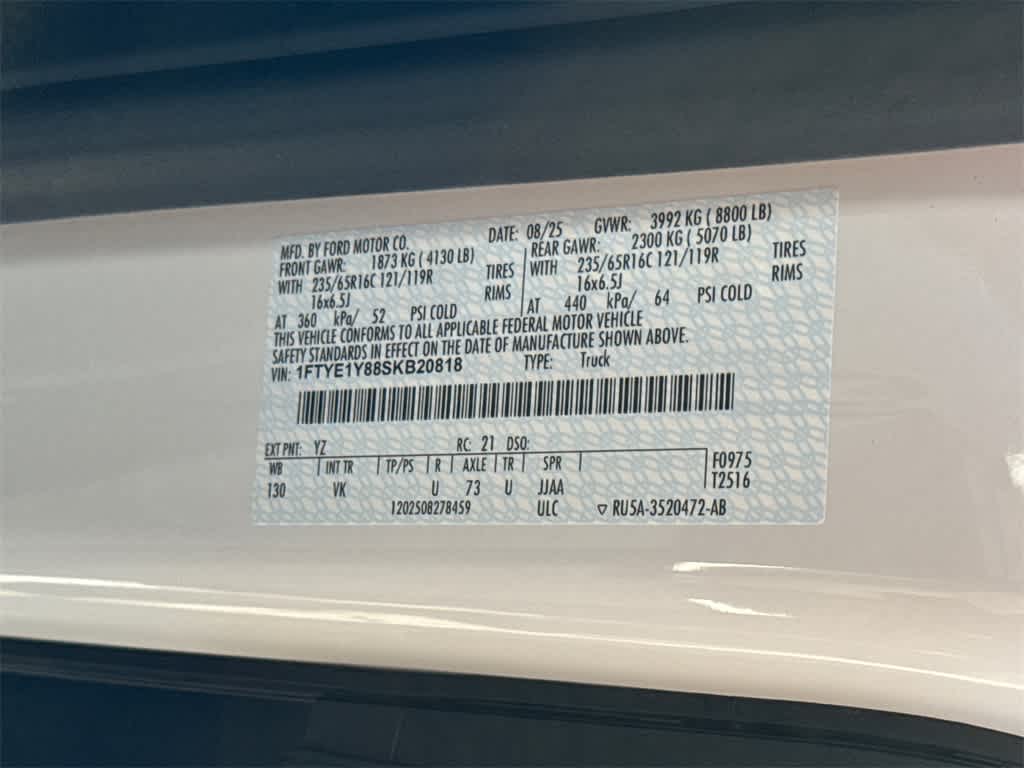 MFD. BY FORD MOTOR CO. DATE: 08/25 GVWR: 3992 KG ( 8800 LB)
FRONT GAWR: 1873 KG ( 4130 LB) REAR GAWR: 2300 KG ( 5070 LB)
WITH 235/65R16C 121/119R TIRES WITH 235/65R16C 121/119R TIRES
16x6.5J RIMS 16x6.5J RIMS
AT 360 kPa/ 52 PSI COLD AT 440 kPa/ 64 PSI COLD
THIS VEHICLE CONFORMS TO ALL APPLICABLE FEDERAL MOTOR VEHICLE
SAFETY STANDARDS IN EFFECT ON THE DATE OF MANUFACTURE SHOWN ABOVE.
VIN: 1FTYE1Y88SKB20818 TYPE: Truck
EXT PNT: YZ RC: 21 DSO:
WB INT TR TP/PS R AXLE TR SPR F0975
130 VK U 73 U JJAA T2516
1202508278459 ULC ▽ RU5A-3520472-AB